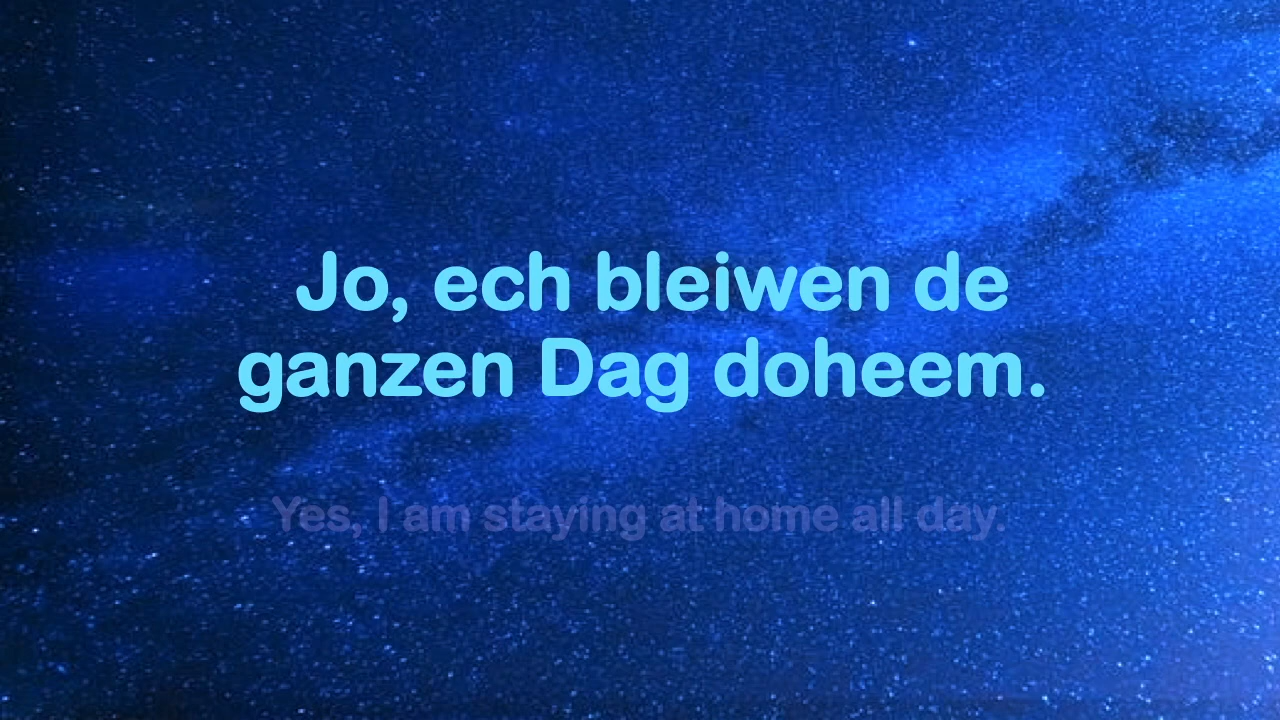 Jo, ech bleiwen de
ganzen Dag doheem.
Yes, I am staying at home all day.